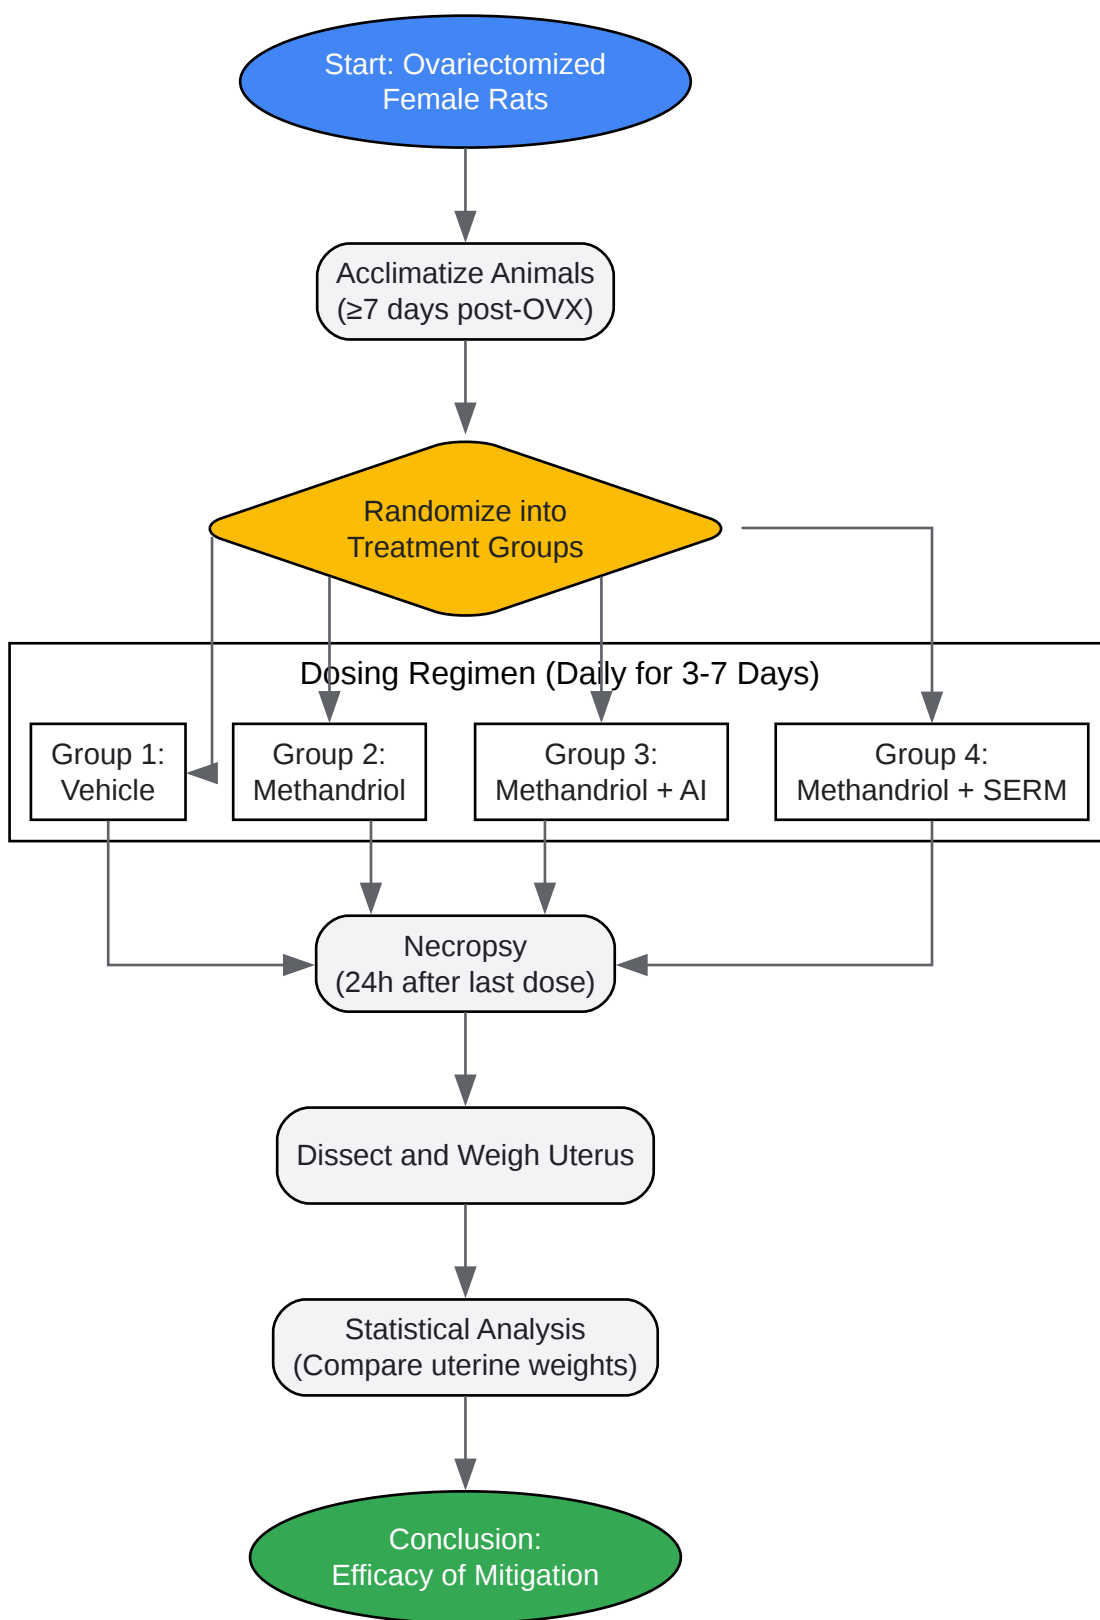 Start: Ovariectomized
Female Rats
Acclimatize Animals
(≥7 days post-OVX)
Randomize into
Treatment Groups
Dosing Regimen (Daily for 3-7 Days)
Group 1:
Vehicle
Group 2:
Methandriol
Group 3:
Methandriol + AI
Group 4:
Methandriol + SERM
Necropsy
(24h after last dose)
Dissect and Weigh Uterus
Statistical Analysis
(Compare uterine weights)
Conclusion:
Efficacy of Mitigation